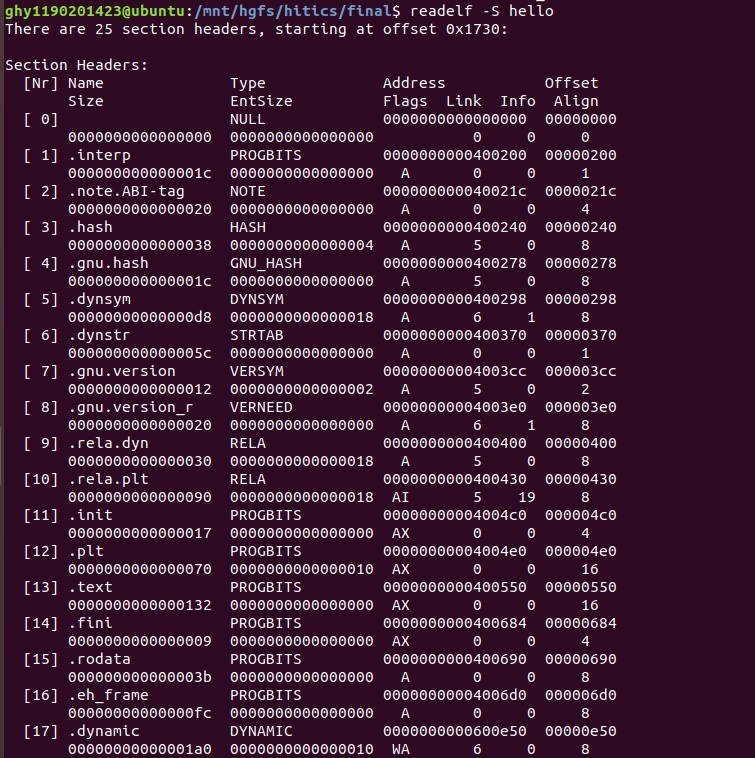 ghy1190201423@ubuntu:/mnt/hgfs/hitics/final$ readelf -S hello
There are 25 section headers, starting at offset 0x1730:

Section Headers:
  [Nr] Name              Type             Address           Offset
       Size              EntSize          Flags  Link  Info  Align
  [ 0]                   NULL             0000000000000000  00000000
       0000000000000000  0000000000000000           0     0     0
  [ 1] .interp           PROGBITS         0000000000400200  00000200
       000000000000001c  0000000000000000   A       0     0     1
  [ 2] .note.ABI-tag     NOTE             000000000040021c  0000021c
       0000000000000020  0000000000000000   A       0     0     4
  [ 3] .hash             HASH             0000000000400240  00000240
       0000000000000038  0000000000000004   A       5     0     8
  [ 4] .gnu.hash         GNU_HASH         0000000000400278  00000278
       000000000000001c  0000000000000000   A       5     0     8
  [ 5] .dynsym           DYNSYM           0000000000400298  00000298
       00000000000000d8  0000000000000018   A       6     1     8
  [ 6] .dynstr           STRTAB           0000000000400370  00000370
       000000000000005c  0000000000000000   A       0     0     1
  [ 7] .gnu.version      VERSYM           00000000004003cc  000003cc
       0000000000000012  0000000000000002   A       5     0     2
  [ 8] .gnu.version_r    VERNEED          00000000004003e0  000003e0
       0000000000000020  0000000000000000   A       6     1     8
  [ 9] .rela.dyn         RELA             0000000000400400  00000400
       0000000000000030  0000000000000018   A       5     0     8
  [10] .rela.plt         RELA             0000000000400430  00000430
       0000000000000090  0000000000000018  AI       5    19     8
  [11] .init             PROGBITS         00000000004004c0  000004c0
       0000000000000017  0000000000000000  AX       0     0     4
  [12] .plt              PROGBITS         00000000004004e0  000004e0
       0000000000000070  0000000000000010  AX       0     0     16
  [13] .text             PROGBITS         0000000000400550  00000550
       0000000000000132  0000000000000000  AX       0     0     16
  [14] .fini             PROGBITS         0000000000400684  00000684
       0000000000000009  0000000000000000  AX       0     0     4
  [15] .rodata           PROGBITS         0000000000400690  00000690
       000000000000003b  0000000000000000   A       0     0     8
  [16] .eh_frame         PROGBITS         00000000004006d0  000006d0
       00000000000000fc  0000000000000000   A       0     0     8
  [17] .dynamic          DYNAMIC          0000000000600e50  00000e50
       00000000000001a0  0000000000000010  WA       6     0     8